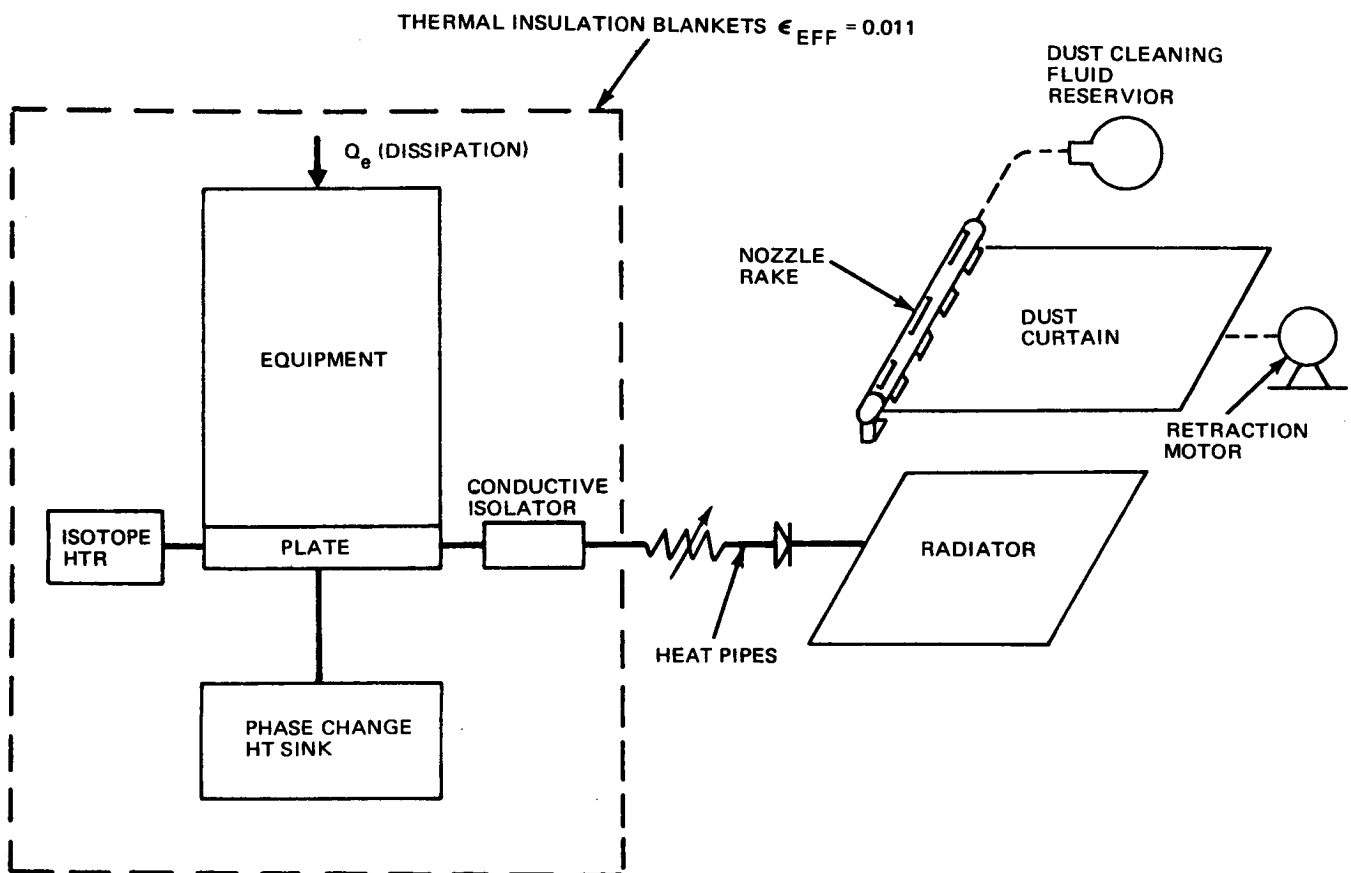 THERMAL INSULATION BLANKETS ϵ EFF = 0.011
DUST CLEANING
FLUID
RESERVIOR
Qe (DISSIPATION)
NOZZLE
RAKE
DUST
CURTAIN
EQUIPMENT
RETRACTION
MOTOR
CONDUCTIVE
ISOLATOR
ISOTOPE
HTR
PLATE
RADIATOR
HEAT PIPES
PHASE CHANGE
HT SINK